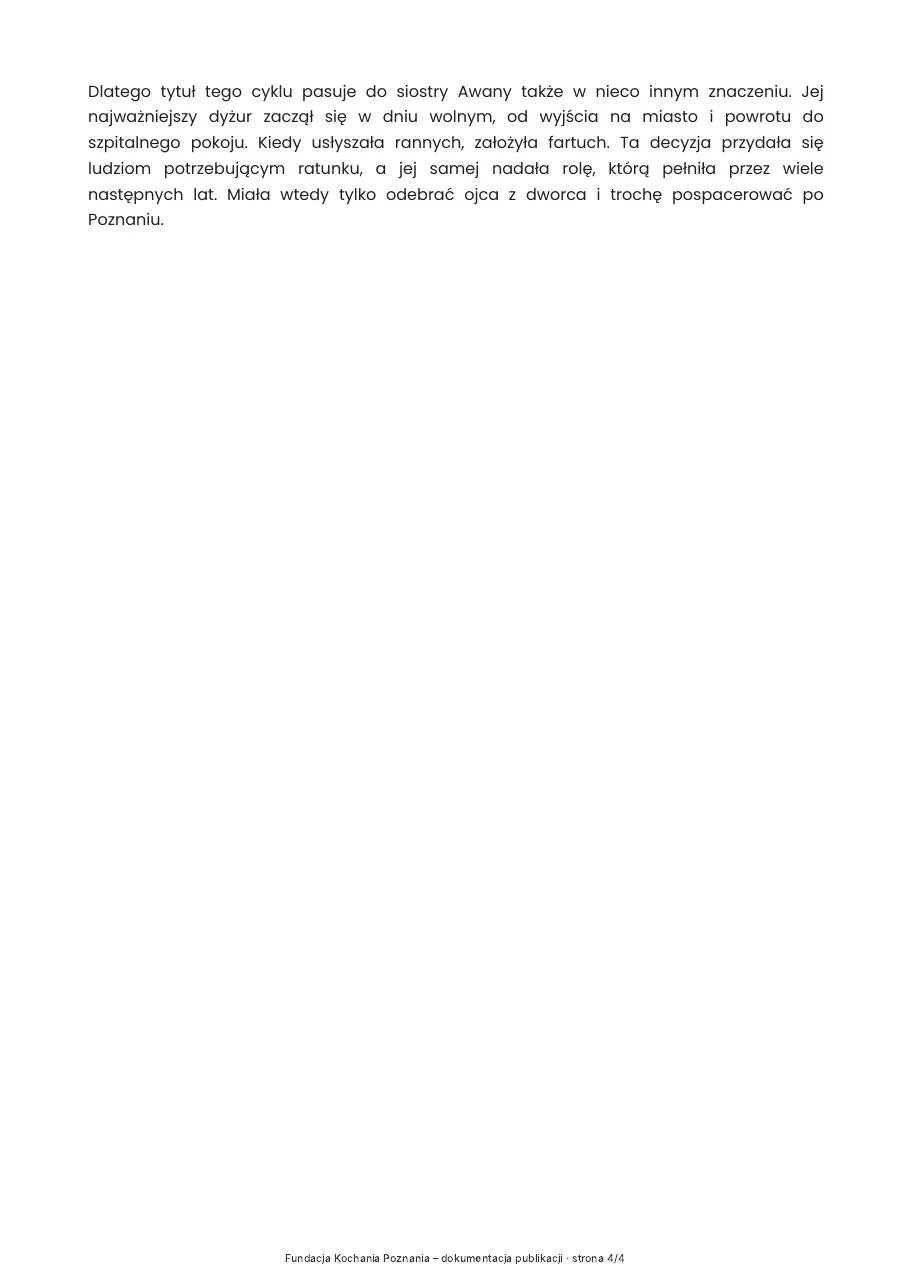 Dlatego tytuł tego cyklu pasuje do siostry Awany także w nieco innym znaczeniu. Jej
najważniejszy dyżur zaczął się w dniu wolnym, od wyjścia na miasto i powrotu do
szpitalnego pokoju. Kiedy usłyszała rannych, założyła fartuch. Ta decyzja przydała się
ludziom potrzebującym ratunku, a jej samej nadała rolę, którą pełniła przez wiele
następnych lat. Miała wtedy tylko odebrać ojca z dworca i trochę pospacerować po
Poznaniu.
Fundacja Kochania Poznania – dokumentacja publikacji · strona 4/4